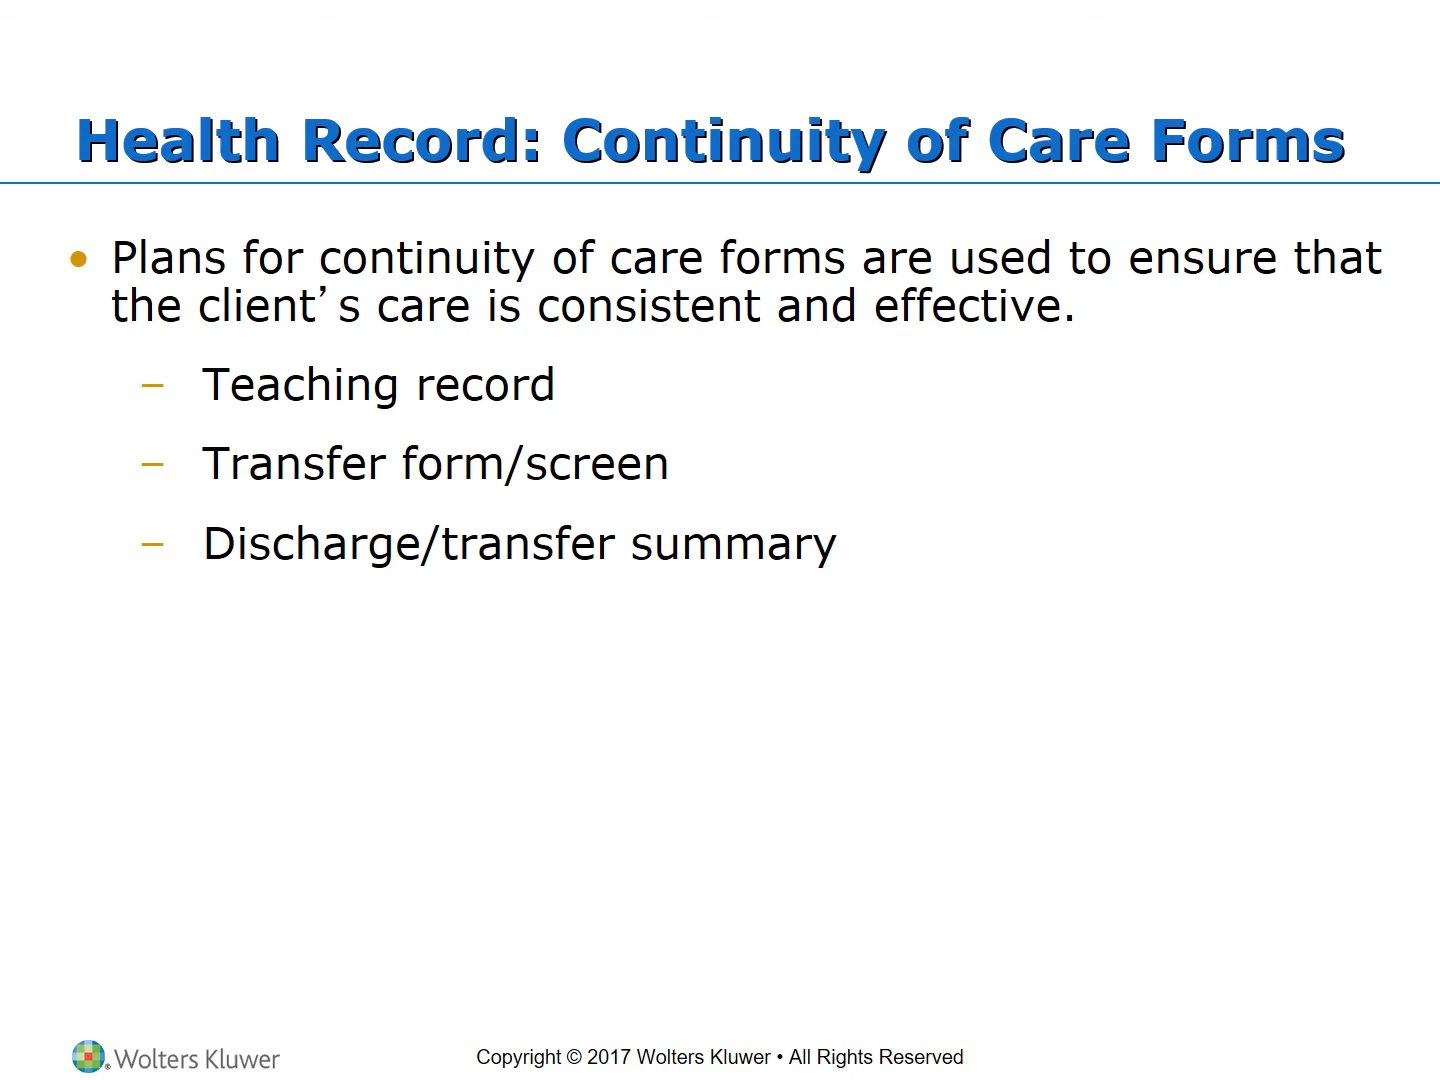 Health Record: Continuity of Care Forms
• Plans for continuity of care forms are used to ensure that
the client’s care is consistent and effective.
– Teaching record
– Transfer form/screen
– Discharge/transfer summary
® Wolters Kluwer
Copyright © 2017 Wolters Kluwer • All Rights Reserved